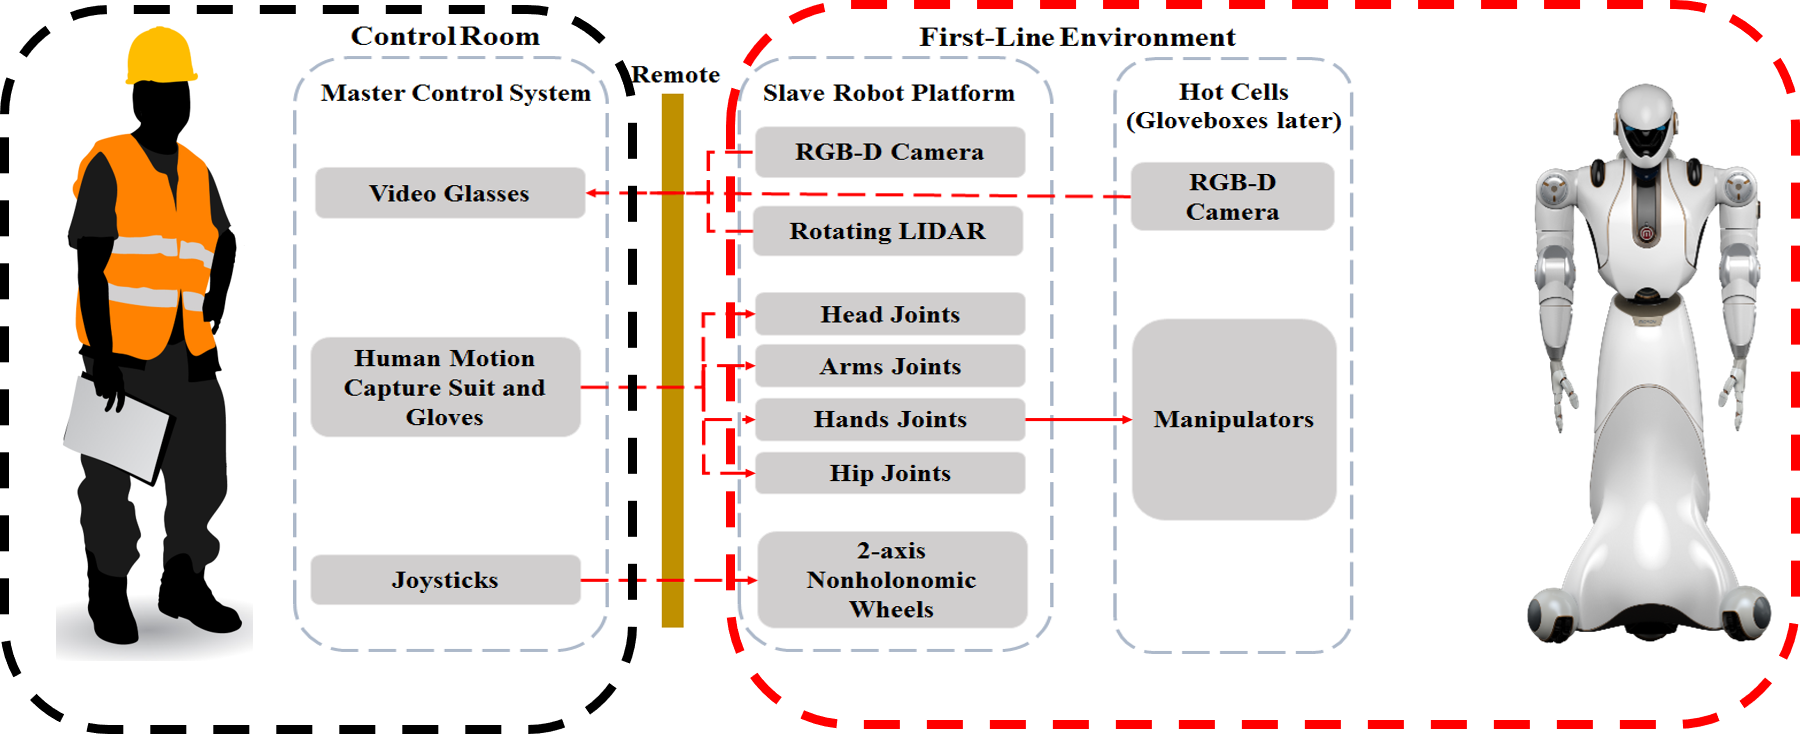 Control Room
First-Line Environment
Remote
Master Control System
Slave Robot Platform
Hot Cells
(Gloveboxes later)
RGB-D Camera
Video Glasses
RGB-D
Camera
Rotating LIDAR
Head Joints
Human Motion
Capture Suit and
Gloves
Arms Joints
Hands Joints
Manipulators
Hip Joints
Joysticks
2-axis
Nonholonomic
Wheels